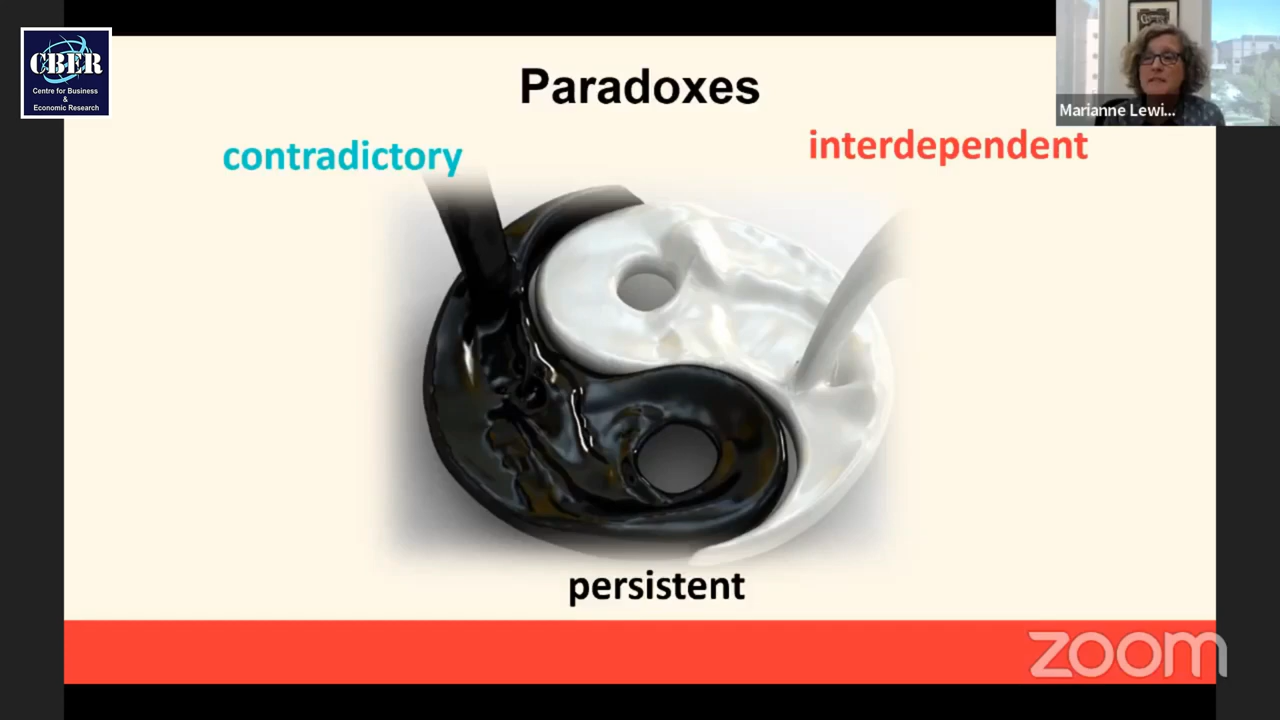 CBER
Centre for Business
&
Economic Research
Paradoxes
Marianne Lewi...
contradictory
interdependent
persistent
zoom